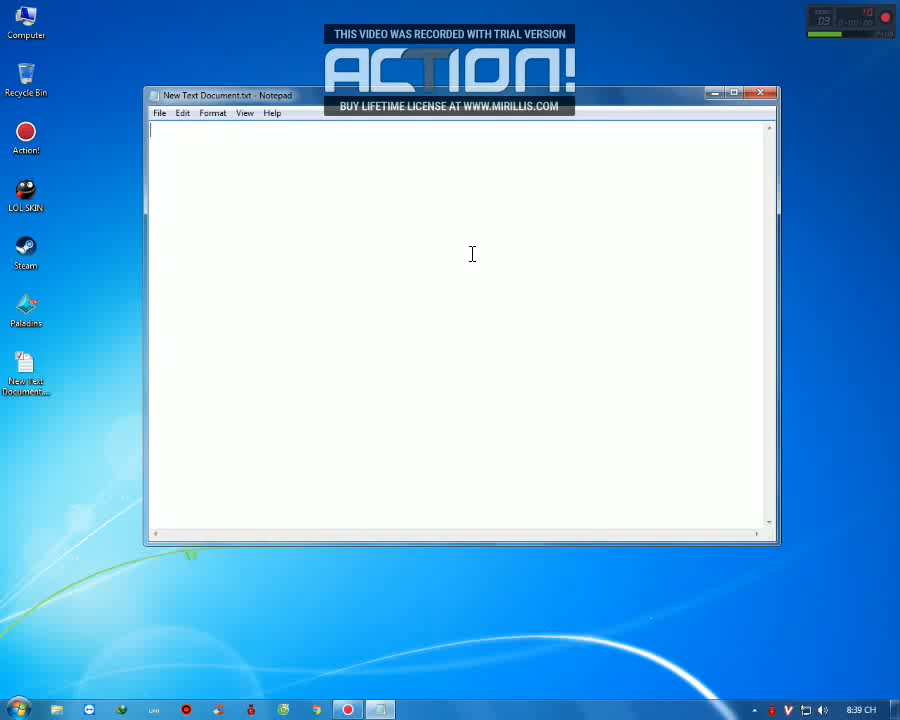 THIS VIDEO WAS RECORDED WITH TRIAL VERSION
ACTION!
BUY LIFETIME LICENSE AT WWW.MIRILLIS.COM
New Text Document.txt - Notepad
File Edit Format View Help
Computer
Recycle Bin
Action!
LOL SKIN
Steam
Paladins
New Text
Document....
UNI
8:39 CH